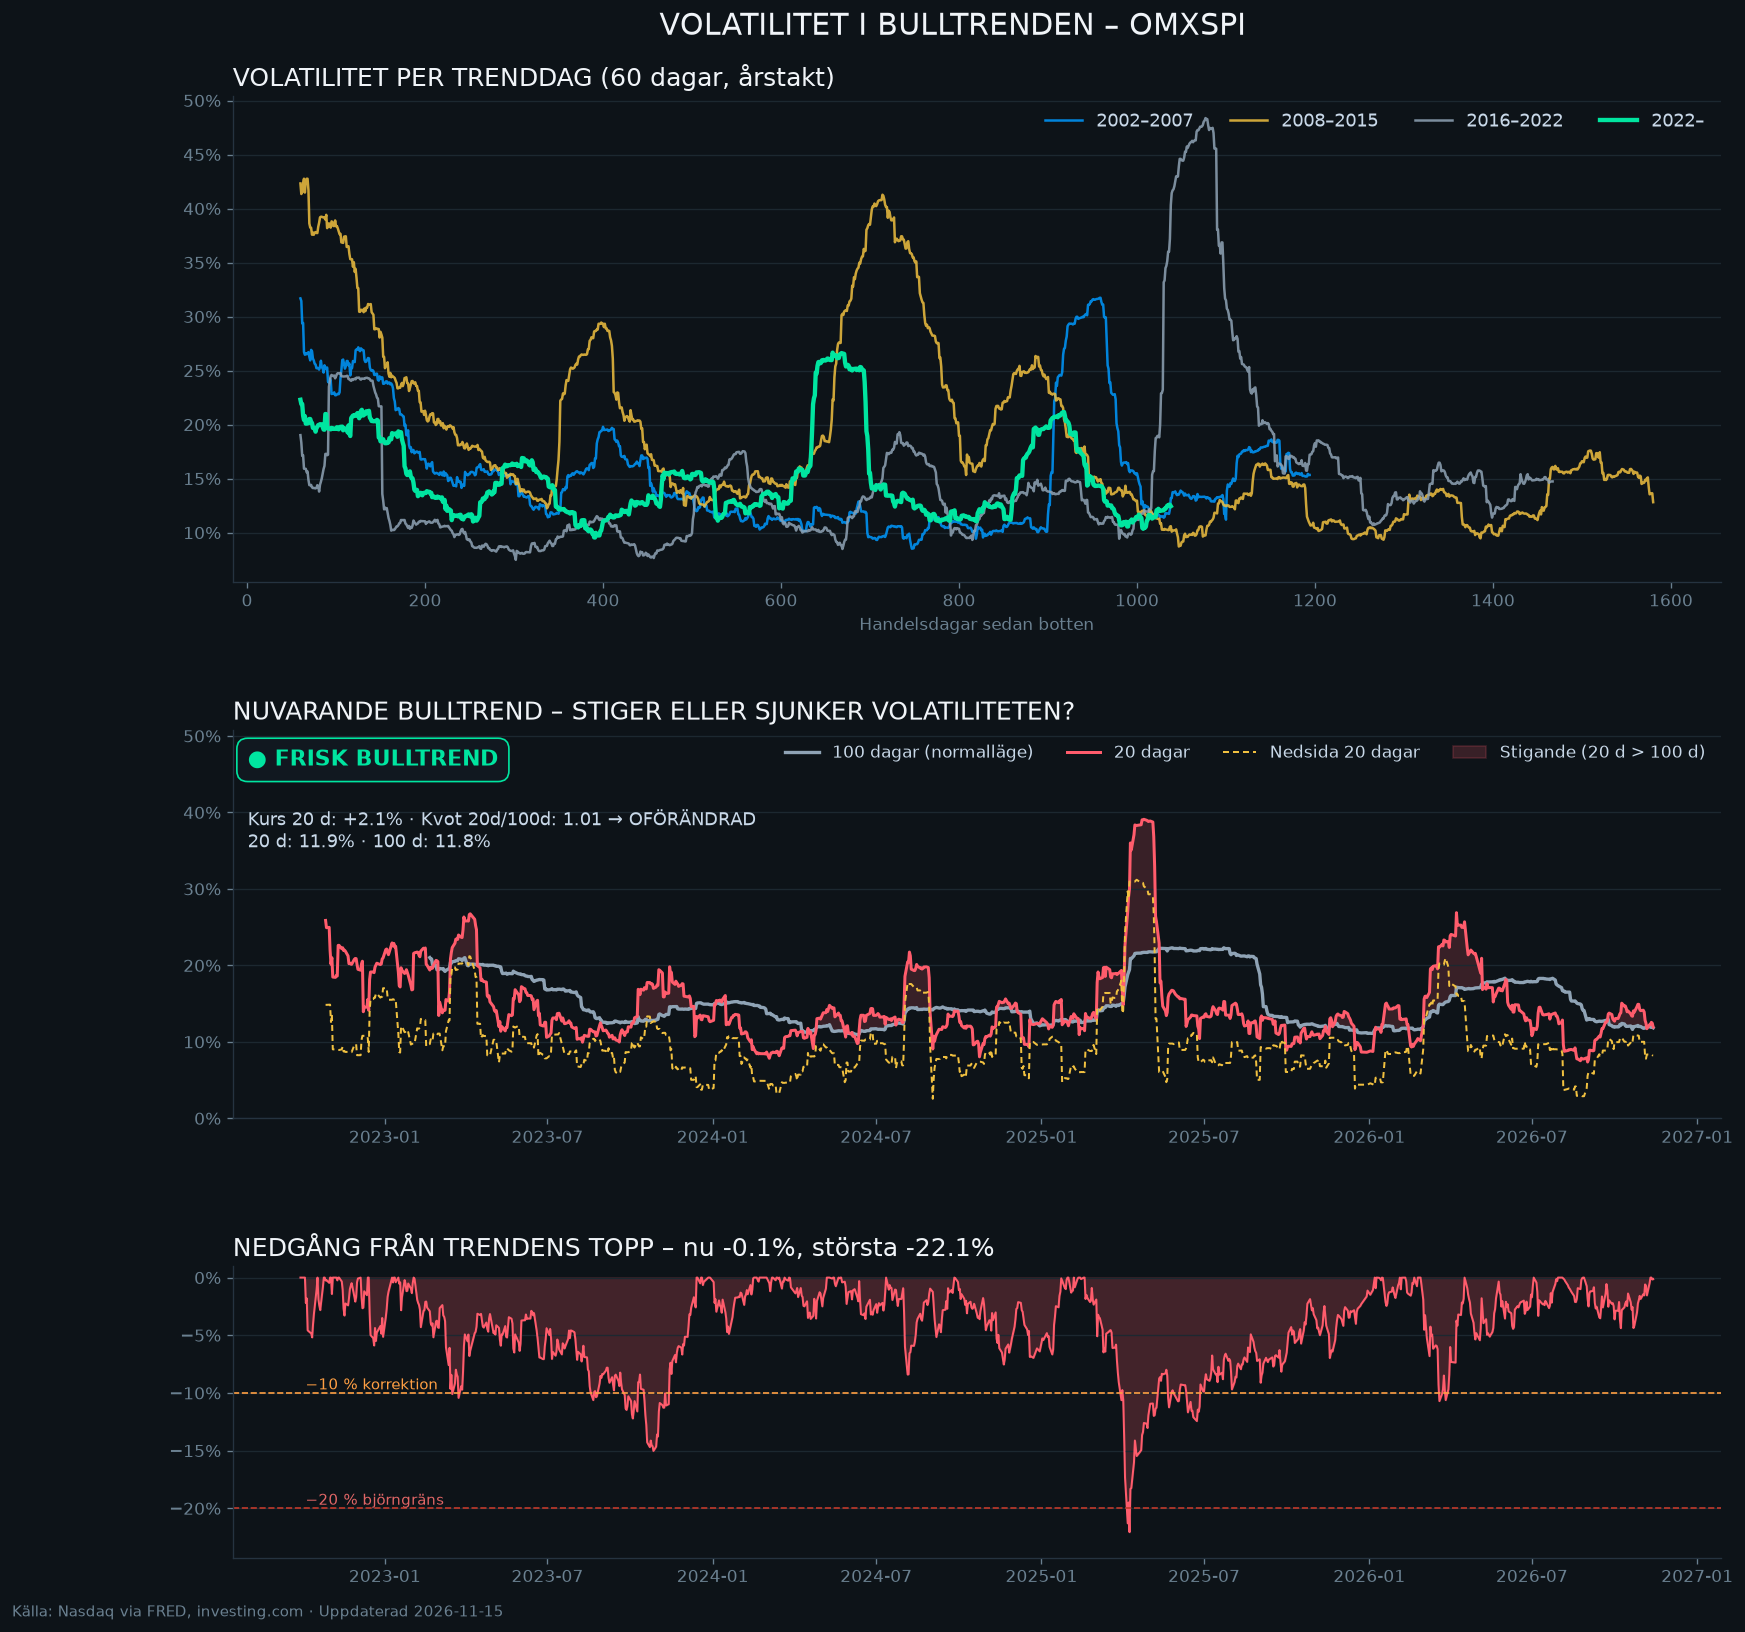 VOLATILITET I BULLTRENDEN – OMXSPI
VOLATILITET PER TRENDDAG (60 dagar, årstakt)
2002–2007 2008–2015 2016–2022 2022–
50%
45%
40%
35%
30%
25%
20%
15%
10%
0 200 400 600 800 1000 1200 1400 1600
Handelsdagar sedan botten
NUVARANDE BULLTREND – STIGER ELLER SJUNKER VOLATILITETEN?
● FRISK BULLTREND
100 dagar (normalläge) 20 dagar Nedsida 20 dagar Stigande (20 d > 100 d)
Kurs 20 d: +2.1% · Kvot 20d/100d: 1.01 → OFÖRÄNDRAD
20 d: 11.9% · 100 d: 11.8%
50%
40%
30%
20%
10%
0%
2023-01 2023-07 2024-01 2024-07 2025-01 2025-07 2026-01 2026-07 2027-01
NEDGÅNG FRÅN TRENDENS TOPP – nu -0.1%, största -22.1%
0%
−5%
−10%
−15%
−20%
−10 % korrektion
−20 % björngräns
2023-01 2023-07 2024-01 2024-07 2025-01 2025-07 2026-01 2026-07 2027-01
Källa: Nasdaq via FRED, investing.com · Uppdaterad 2026-11-15